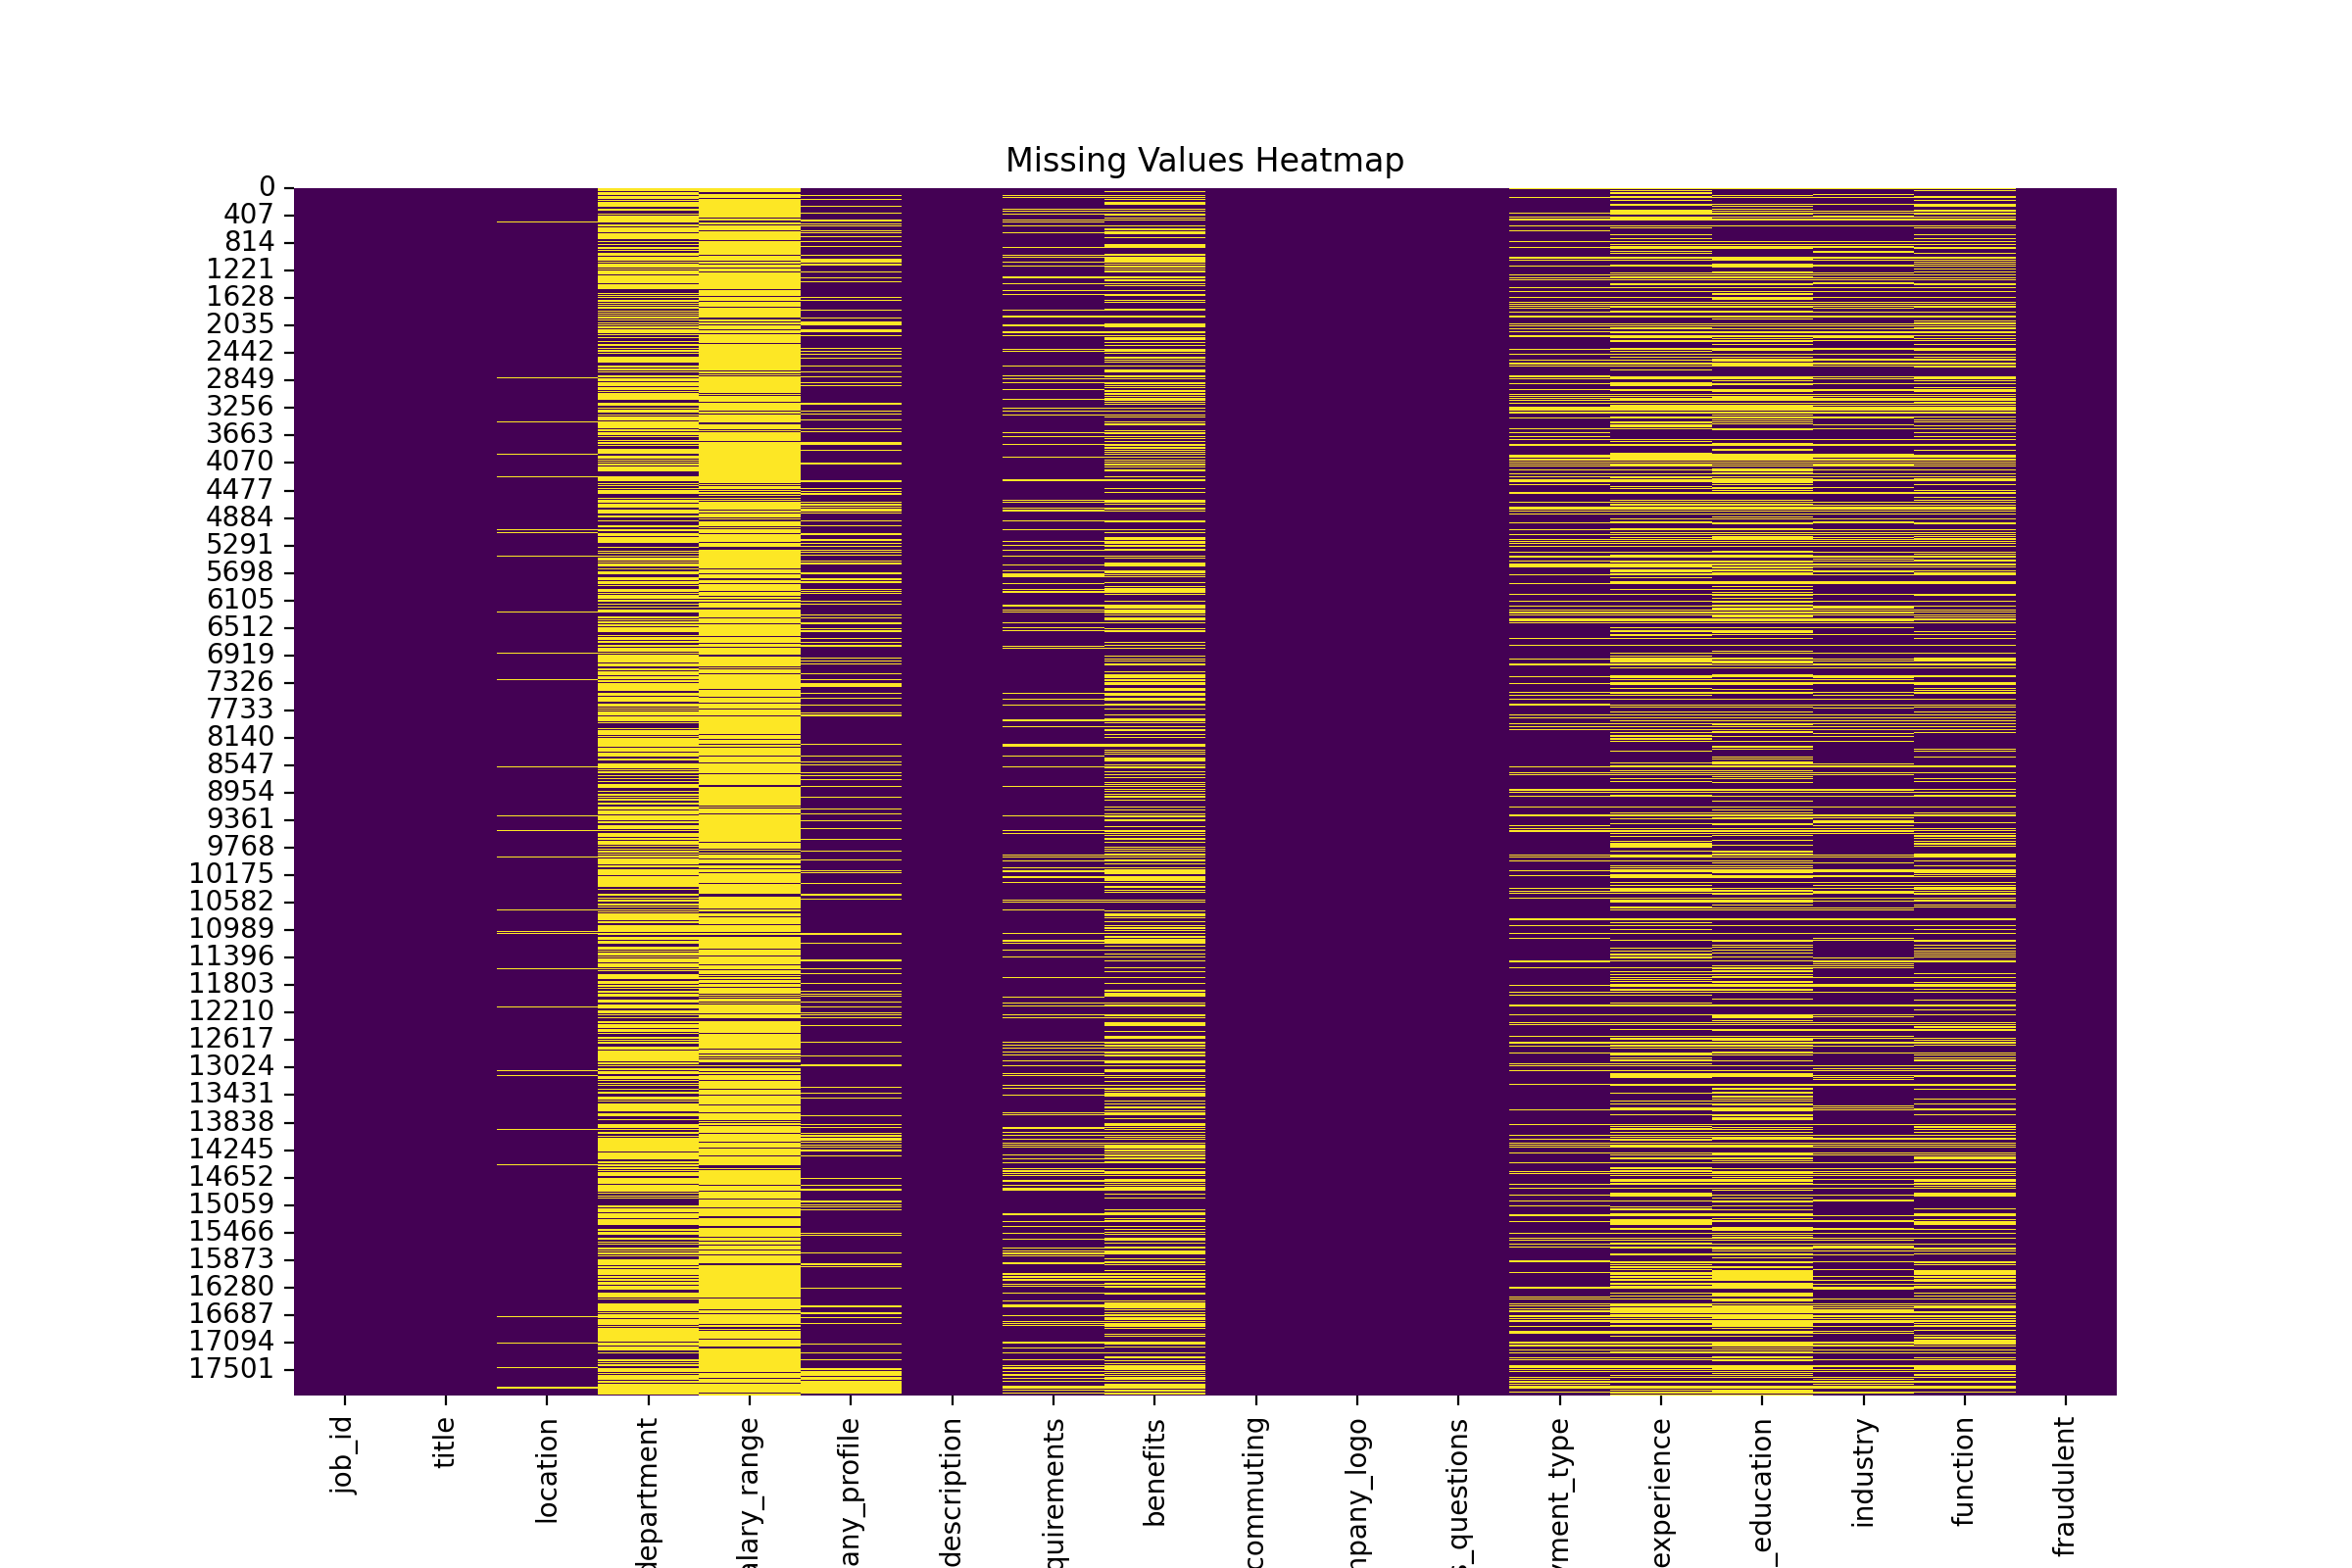 Missing Values Heatmap
0
407
814
1221
1628
2035
2442
2849
3256
3663
4070
4477
4884
5291
5698
6105
6512
6919
7326
7733
8140
8547
8954
9361
9768
10175
10582
10989
11396
11803
12210
12617
13024
13431
13838
14245
14652
15059
15466
15873
16280
16687
17094
17501
job_id
title
location
department
alary_range
any_profile
description
quirements
benefits
commuting
mpany_logo
s_questions
yment_type
experience
_education
industry
function
fraudulent